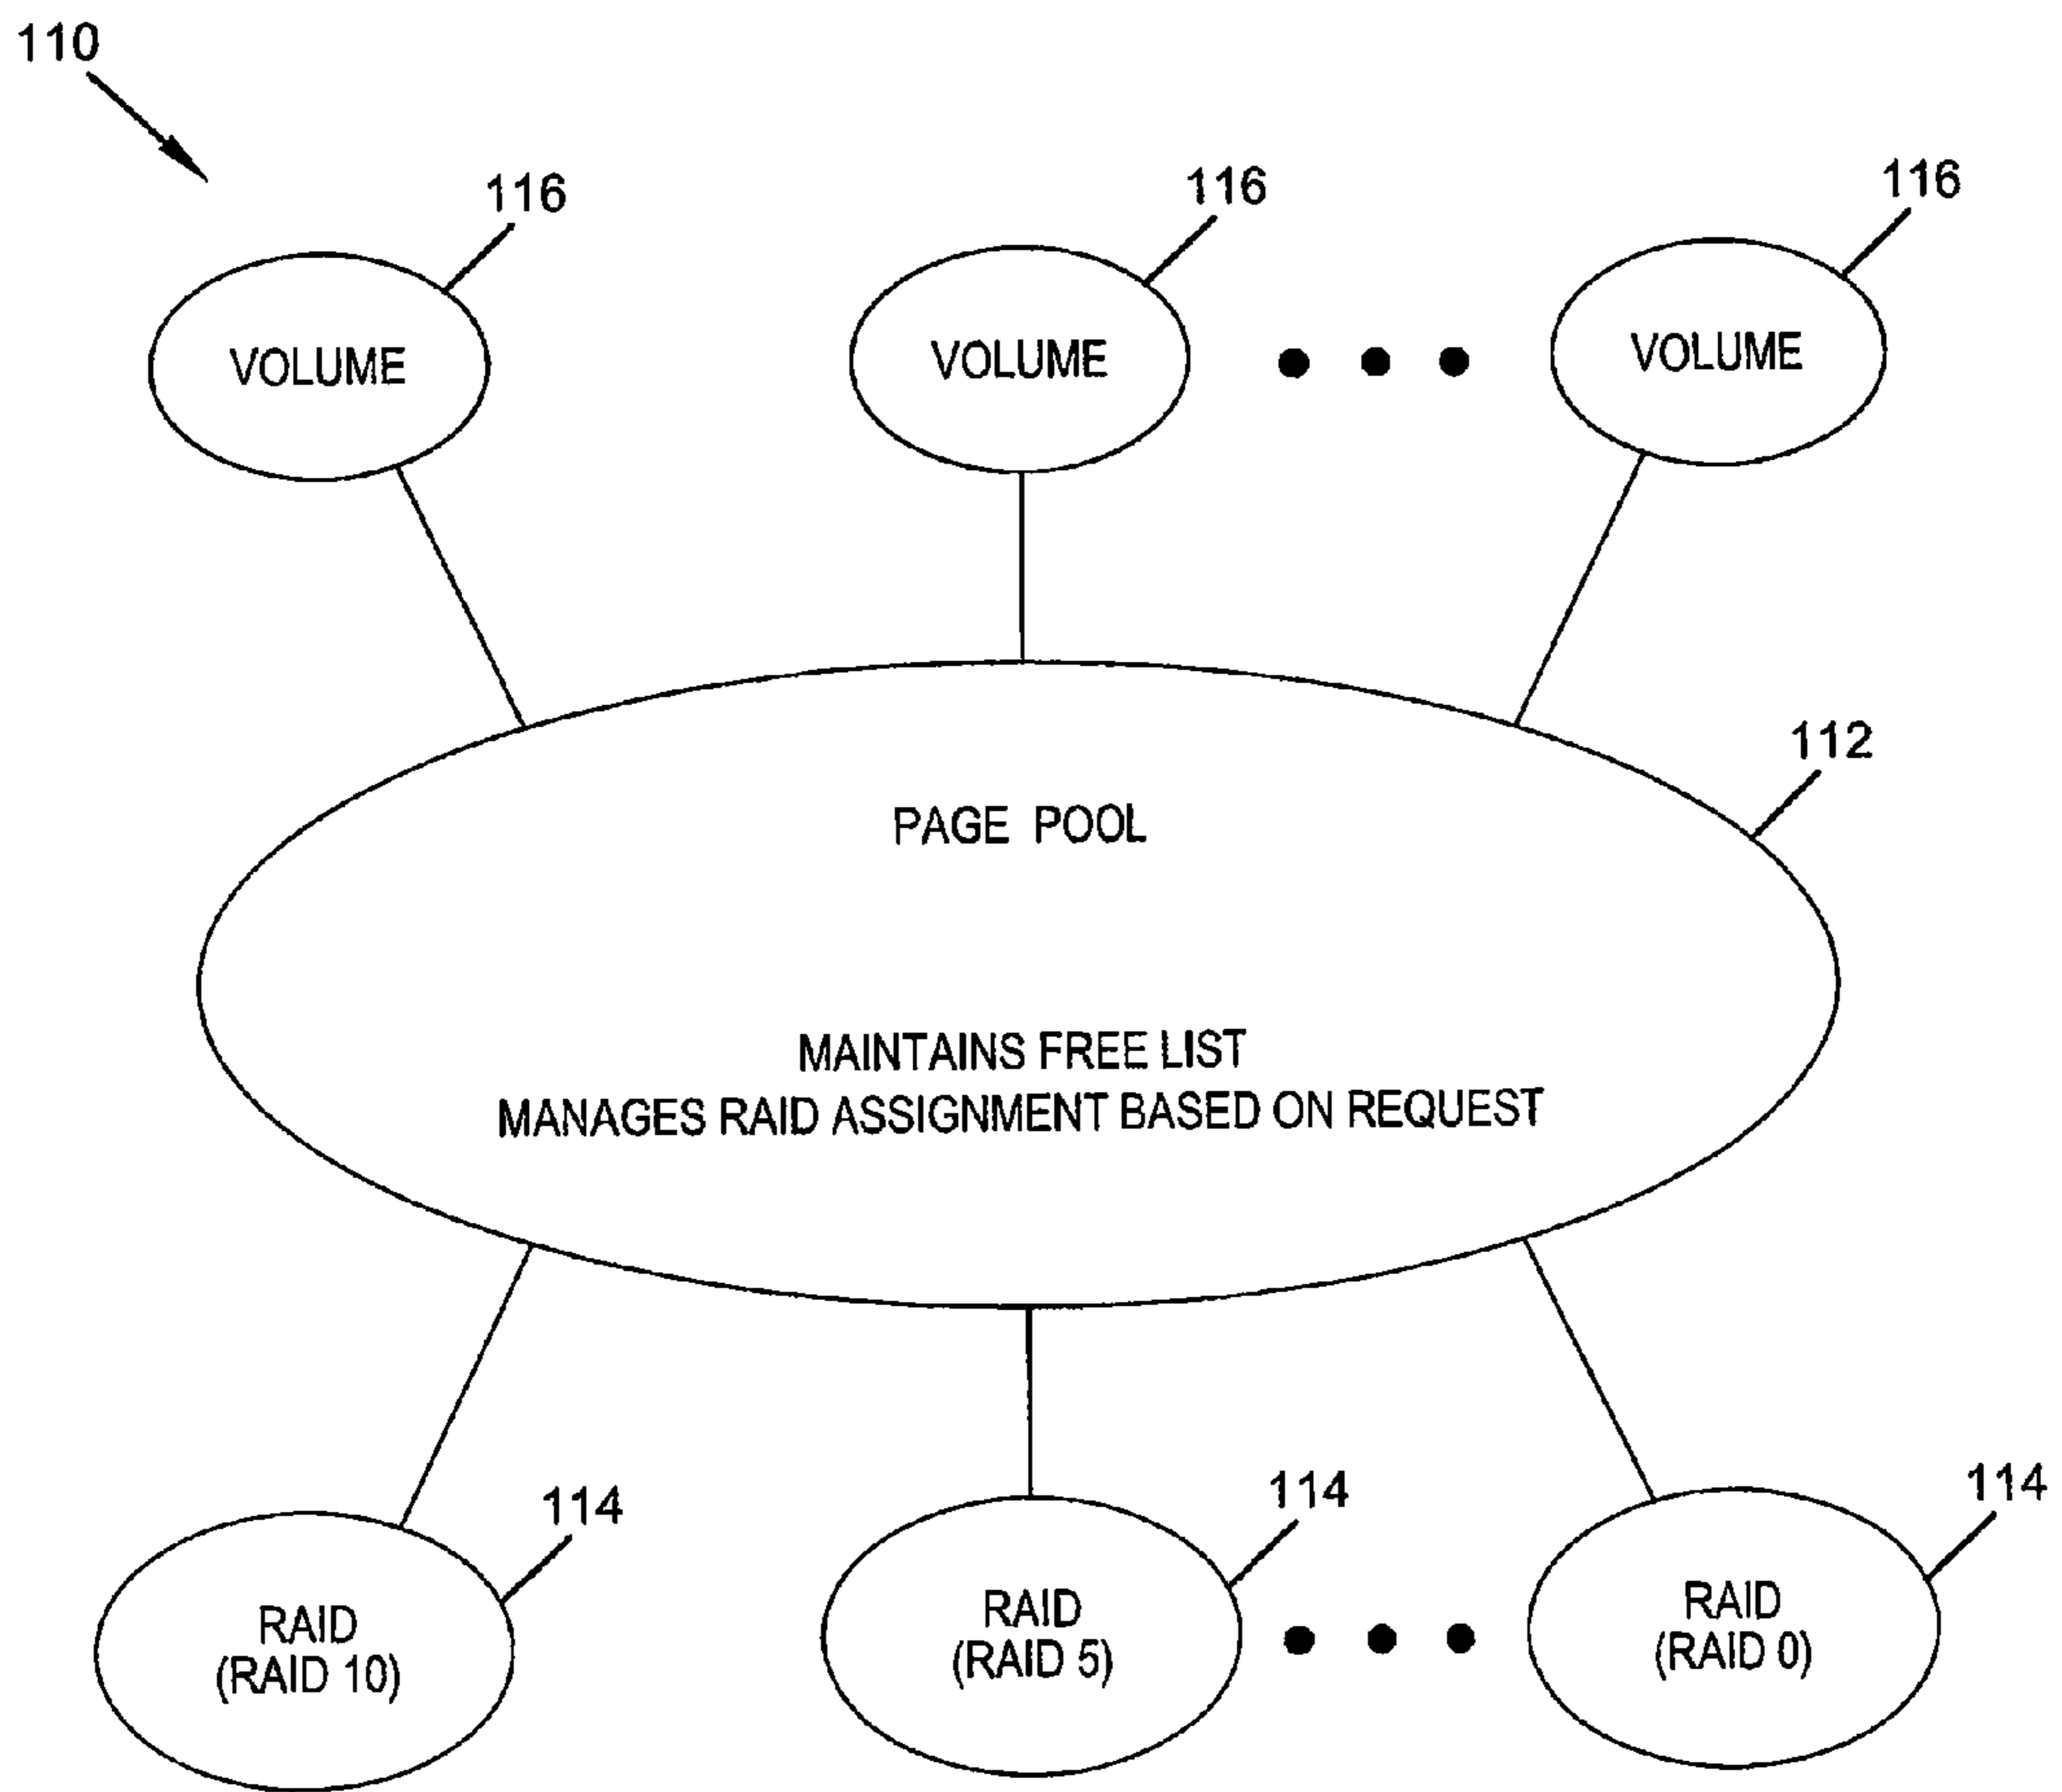 110
116
116
116
VOLUME
VOLUME
VOLUME
112
PAGE POOL
MAINTAINS FREE LIST
MANAGES RAID ASSIGNMENT BASED ON REQUEST
114
114
114
RAID
(RAID 10)
RAID
(RAID 5)
RAID
(RAID 0)